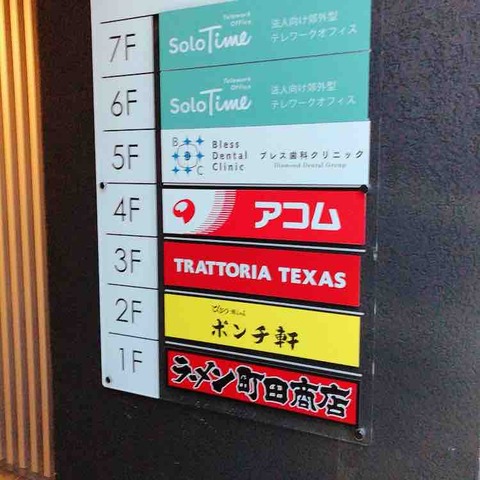 7F
Telework
Office
Solo Time
法人向け郊外型
テレワークオフィス
6F
Telework
Office
Solo Time
法人向け郊外型
テレワークオフィス
5F
B D C
Bless
Dental
Clinic
ブレス歯科クリニック
Diamond Dental Group
4F
アコム
3F
TRATTORIA TEXAS
2F
ポンチ軒
1F
ラーメン町田商店